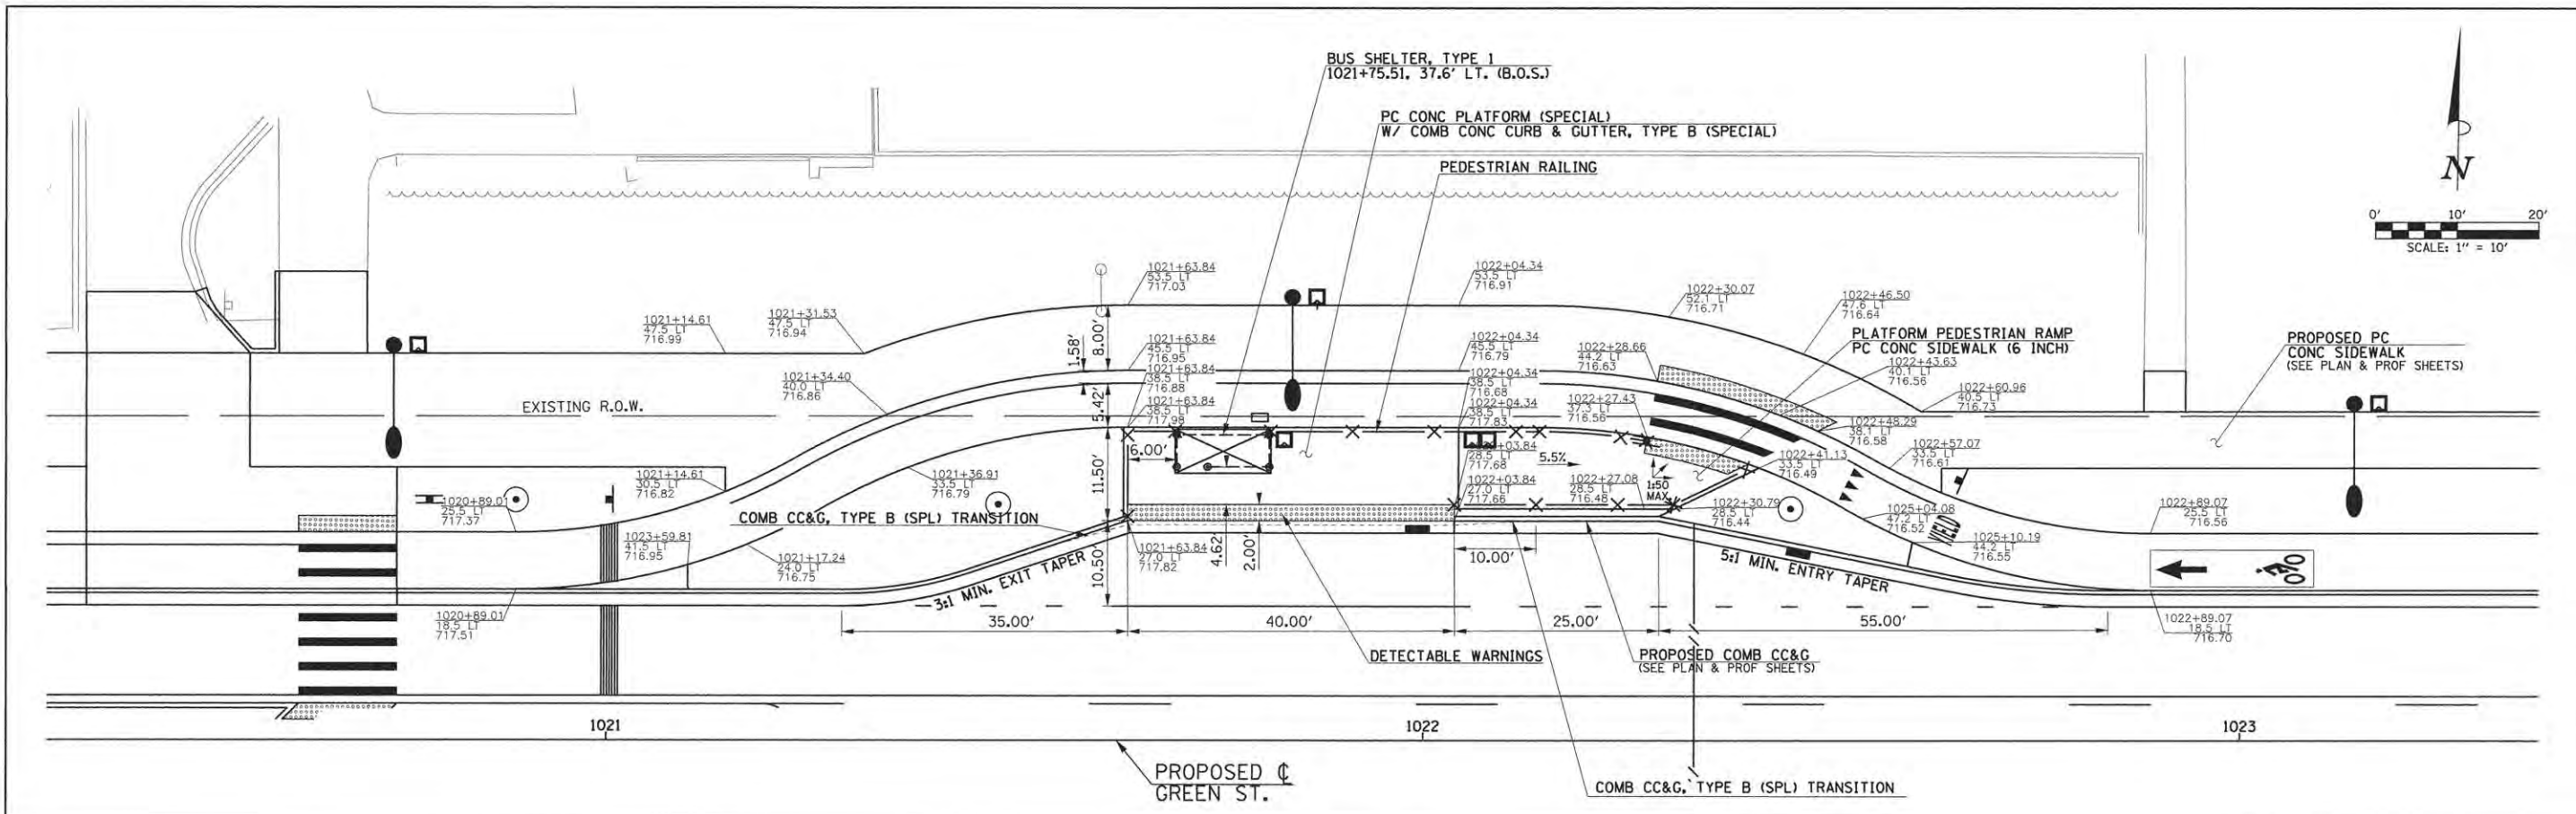 BUS SHELTER, TYPE 1
1021+75.51, 37.6' LT. (B.O.S.)
PC CONC PLATFORM (SPECIAL)
W/ COMB CONC CURB & GUTTER, TYPE B (SPECIAL)
PEDESTRIAN RAILING
N
0' 10' 20'
SCALE: 1" = 10'
1021+14.61
47.5 LT
716.99
1021+31.53
47.5 LT
716.94
1021+63.84
53.5 LT
717.03
1022+04.34
53.5 LT
716.91
1022+30.07
52.1 LT
716.71
1022+46.50
47.6 LT
716.64
PLATFORM PEDESTRIAN RAMP
PC CONC SIDEWALK (6 INCH)
PROPOSED PC
CONC SIDEWALK
(SEE PLAN & PROF SHEETS)
1.58'
8.00'
1021+63.84
45.5 LT
716.95
1021+63.84
38.5 LT
716.88
1021+63.84
38.5 LT
717.98
1022+04.34
45.5 LT
716.79
1022+04.34
38.5 LT
716.68
1022+04.34
38.5 LT
717.83
1022+28.66
44.2 LT
716.63
1022+43.63
40.1 LT
716.56
1022+60.96
40.5 LT
716.73
1021+34.40
40.0 LT
716.86
EXISTING R.O.W.
5.42'
1022+27.43
37.3 LT
716.56
1022+48.29
38.1 LT
716.58
1022+57.07
33.5 LT
716.61
6.00'
1022+03.84
28.5 LT
717.68
5.5%
1022+41.13
33.5 LT
716.49
1021+14.61
30.5 LT
716.82
1021+36.91
33.5 LT
716.79
11.50'
1022+03.84
27.0 LT
717.66
1022+27.08
28.5 LT
716.48
1:50
MAX
1022+30.79
28.5 LT
716.44
1020+89.01
25.5 LT
717.37
COMB CC&G, TYPE B (SPL) TRANSITION
1025+04.08
47.2 LT
716.52
YIELD
1022+89.07
25.5 LT
716.56
1023+59.81
41.5 LT
716.95
1021+17.24
24.0 LT
716.75
1021+63.84
27.0 LT
717.82
4.62'
2.00'
10.00'
1025+10.19
44.2 LT
716.55
10.50'
3:1 MIN. EXIT TAPER
5:1 MIN. ENTRY TAPER
1020+89.01
18.5 LT
717.51
35.00'
40.00'
25.00'
55.00'
1022+89.07
18.5 LT
716.70
DETECTABLE WARNINGS
PROPOSED COMB CC&G
(SEE PLAN & PROF SHEETS)
1021
1022
1023
PROPOSED ℄
GREEN ST.
COMB CC&G, TYPE B (SPL) TRANSITION